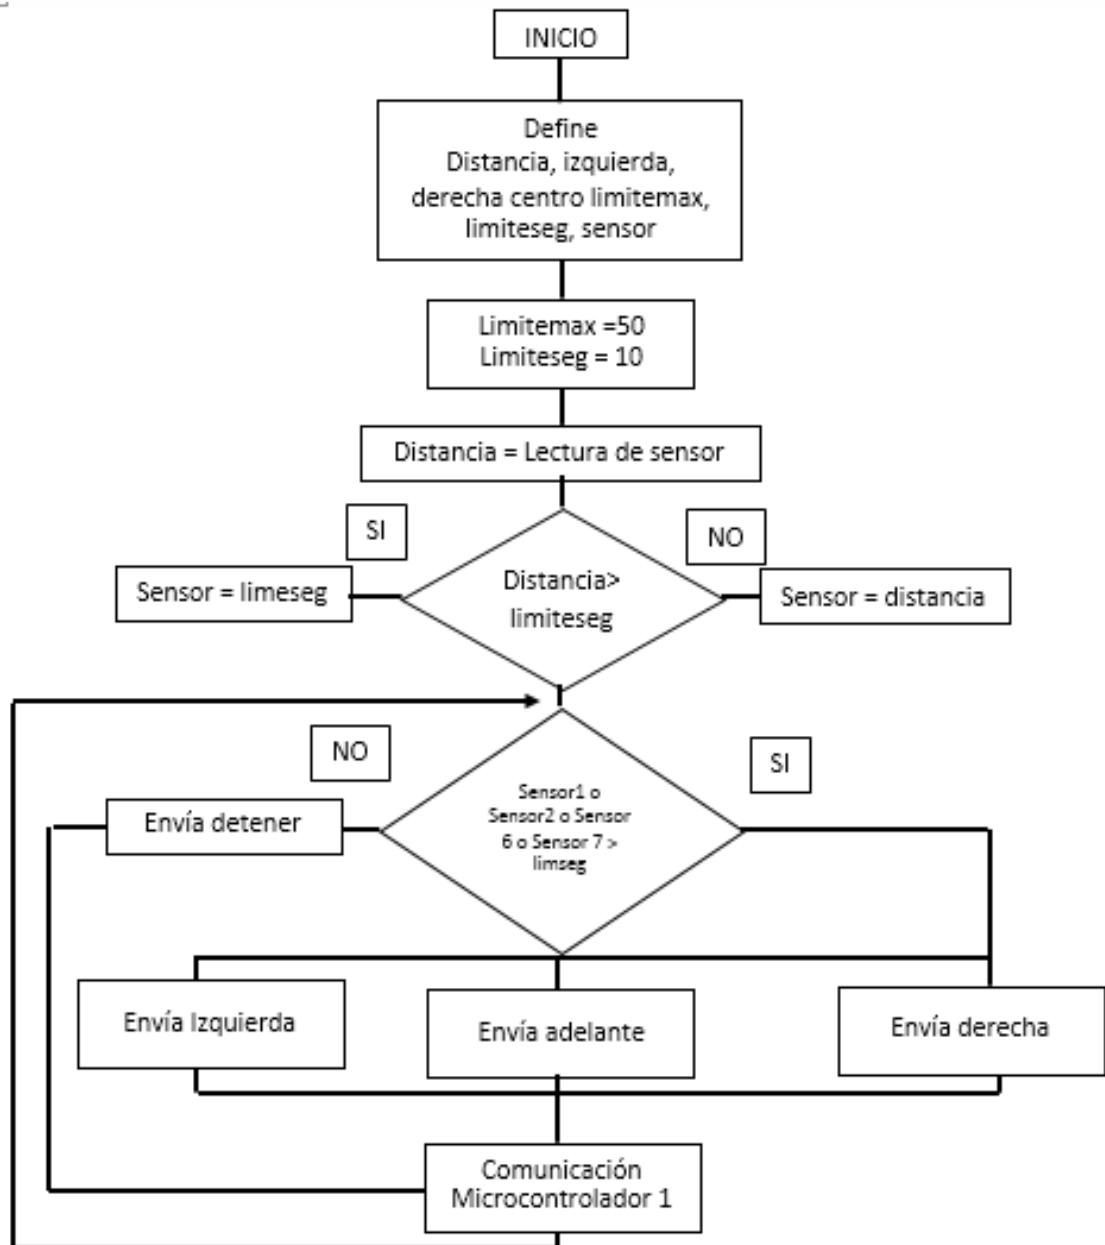 INICIO
Define
Distancia, izquierda,
derecha centro limitemax,
limiteseg, sensor
Limitemax =50
Limiteseg = 10
Distancia = Lectura de sensor
SI
NO
Sensor = limeseg
Distancia>
limiteseg
Sensor = distancia
NO
SI
Envía detener
Sensor1 o
Sensor2 o Sensor
6 o Sensor 7 >
limseg
Envía Izquierda
Envía adelante
Envía derecha
Comunicación
Microcontrolador 1